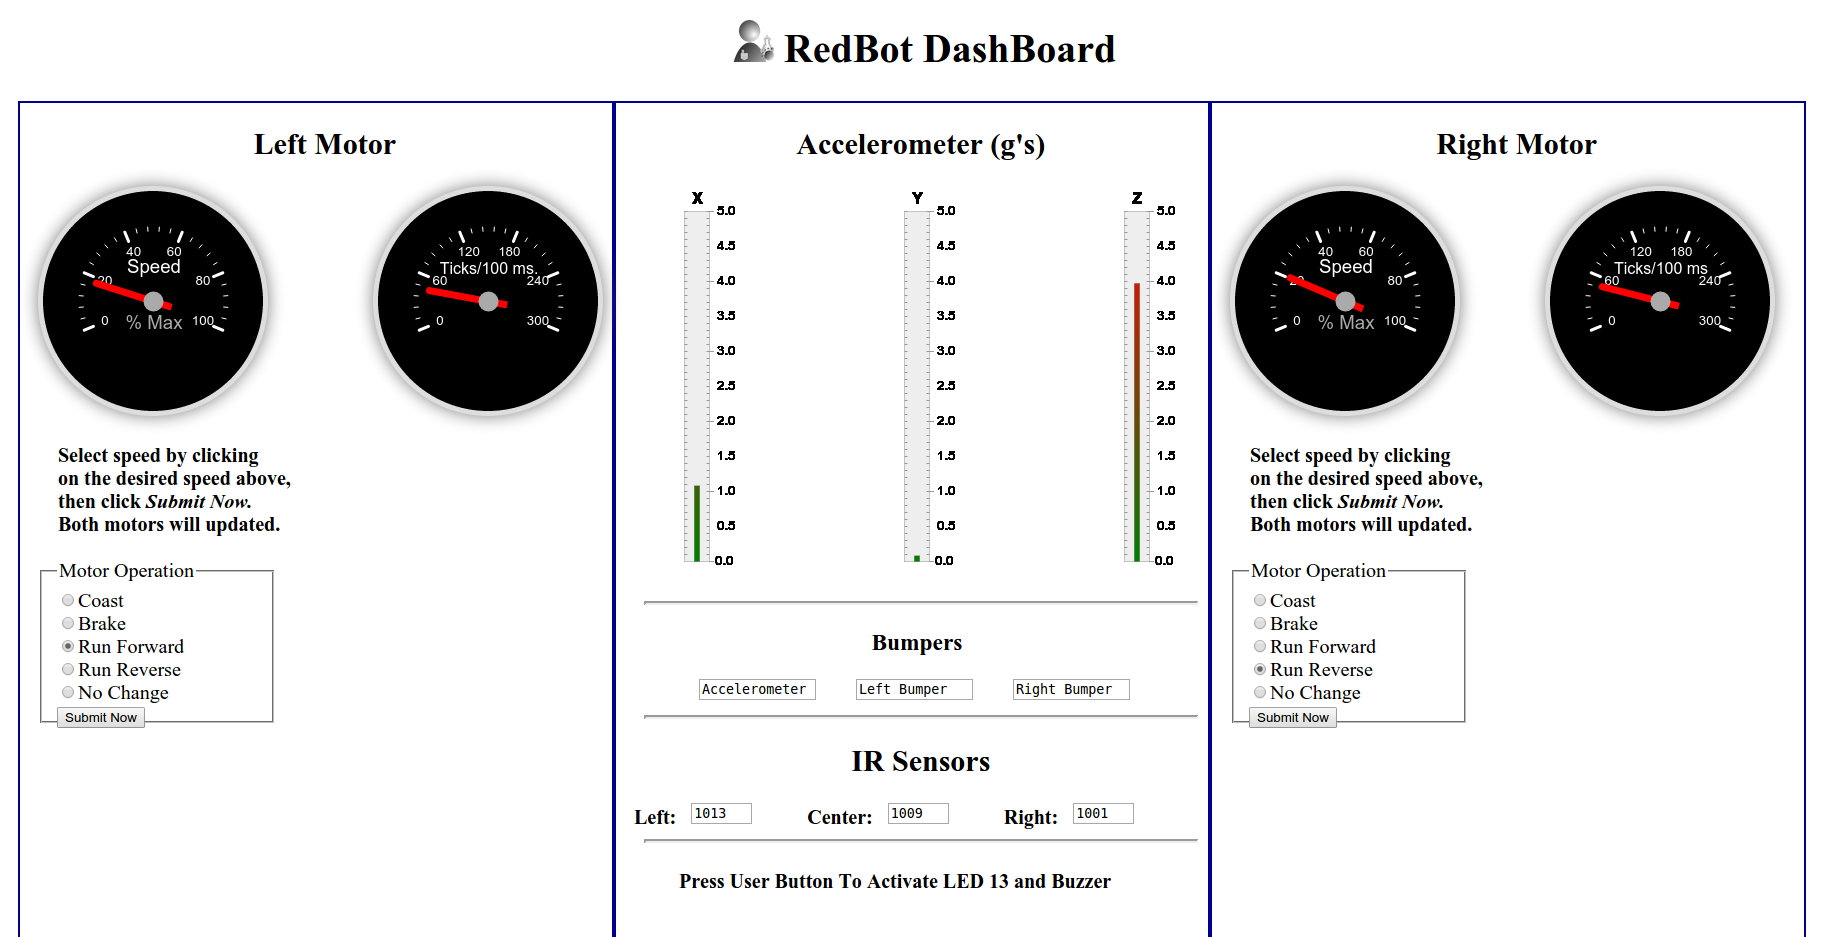 RedBot DashBoard
Left Motor
40 60
Speed
20 80
% Max
0 100
120 180
Ticks/100 ms.
60 240
0 300
Select speed by clicking
on the desired speed above,
then click Submit Now.
Both motors will updated.
Motor Operation
Coast
Brake
Run Forward
Run Reverse
No Change
Submit Now
Accelerometer (g's)
X
5.0
4.5
4.0
3.5
3.0
2.5
2.0
1.5
1.0
0.5
0.0
Y
5.0
4.5
4.0
3.5
3.0
2.5
2.0
1.5
1.0
0.5
0.0
Z
5.0
4.5
4.0
3.5
3.0
2.5
2.0
1.5
1.0
0.5
0.0
Bumpers
Accelerometer Left Bumper Right Bumper
IR Sensors
Left: 1013 Center: 1009 Right: 1001
Press User Button To Activate LED 13 and Buzzer
Right Motor
40 60
Speed
20 80
% Max
0 100
120 180
Ticks/100 ms
60 240
0 300
Select speed by clicking
on the desired speed above,
then click Submit Now.
Both motors will updated.
Motor Operation
Coast
Brake
Run Forward
Run Reverse
No Change
Submit Now